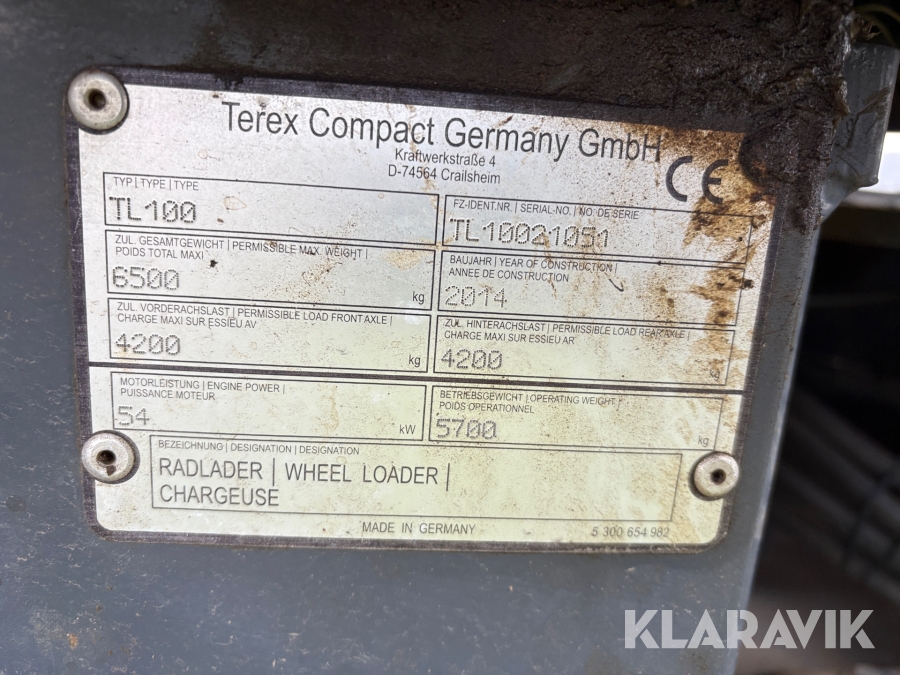 Terex Compact Germany GmbH
Kraftwerkstraße 4
D-74564 Crailsheim
CE
TYP | TYPE | TYPE
TL100
FZ-IDENT.NR. | SERIAL-NO. | NO. DE SERIE
TL10021051
ZUL. GESAMTGEWICHT | PERMISSIBLE MAX. WEIGHT |
POIDS TOTAL MAXI
6500 kg
BAUJAHR | YEAR OF CONSTRUCTION |
ANNEE DE CONSTRUCTION
2014
ZUL. VORDERACHSLAST | PERMISSIBLE LOAD FRONT AXLE |
CHARGE MAXI SUR ESSIEU AV
4200 kg
ZUL. HINTERACHSLAST | PERMISSIBLE LOAD REAR AXLE |
CHARGE MAXI SUR ESSIEU AR
4200 kg
MOTORLEISTUNG | ENGINE POWER |
PUISSANCE MOTEUR
54 kW
BETRIEBSGEWICHT | OPERATING WEIGHT |
POIDS OPERATIONNEL
5700 kg
BEZEICHNUNG | DESIGNATION | DESIGNATION
RADLADER | WHEEL LOADER |
CHARGEUSE
MADE IN GERMANY
5 300 654 982
KLARAVIK